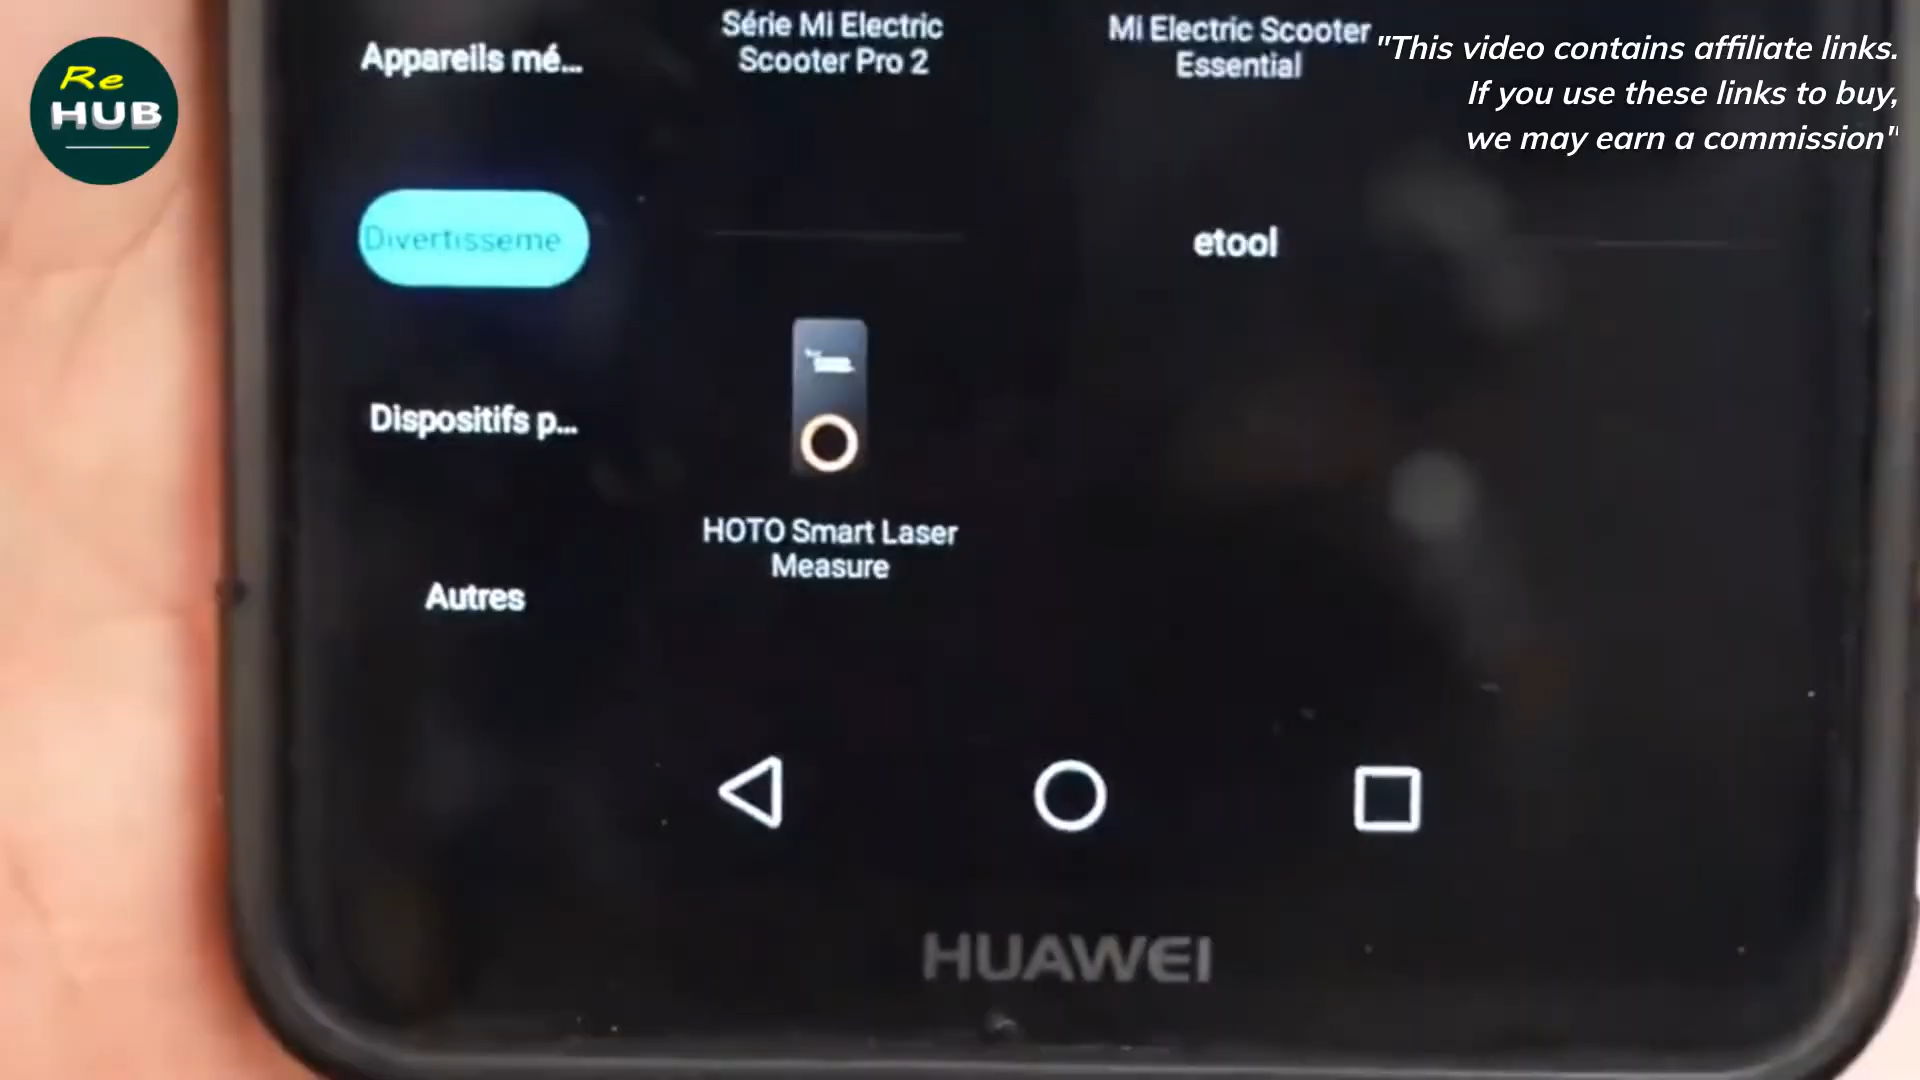 Re
HUB
"This video contains affiliate links.
If you use these links to buy,
we may earn a commission"
Série Mi Electric
Scooter Pro 2
Mi Electric Scooter
Essential
Appareils mé...
Divertisseme
etool
Dispositifs p...
HOTO Smart Laser
Measure
Autres
HUAWEI